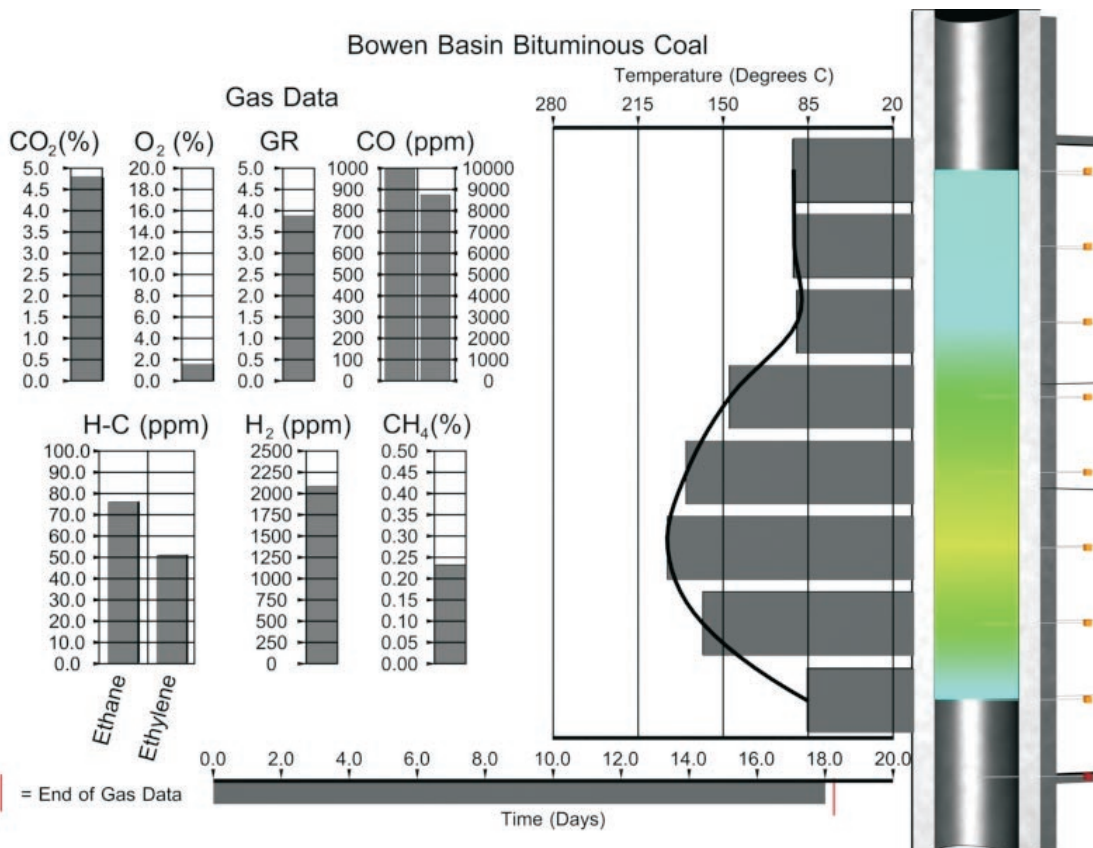 Bowen Basin Bituminous Coal
Temperature (Degrees C)
280 215 150 85 20
Gas Data
CO₂(%) O₂ (%) GR CO (ppm)
5.0 20.0 5.0 1000 10000
4.5 18.0 4.5 900 9000
4.0 16.0 4.0 800 8000
3.5 14.0 3.5 700 7000
3.0 12.0 3.0 600 6000
2.5 10.0 2.5 500 5000
2.0 8.0 2.0 400 4000
1.5 6.0 1.5 300 3000
1.0 4.0 1.0 200 2000
0.5 2.0 0.5 100 1000
0.0 0.0 0.0 0 0
H-C (ppm) H₂ (ppm) CH₄(%)
100.0 2500 0.50
90.0 2250 0.45
80.0 2000 0.40
70.0 1750 0.35
60.0 1500 0.30
50.0 1250 0.25
40.0 1000 0.20
30.0 750 0.15
20.0 500 0.10
10.0 250 0.05
0.0 0 0.00
Ethane
Ethylene
0.0 2.0 4.0 6.0 8.0 10.0 12.0 14.0 16.0 18.0 20.0
= End of Gas Data
Time (Days)